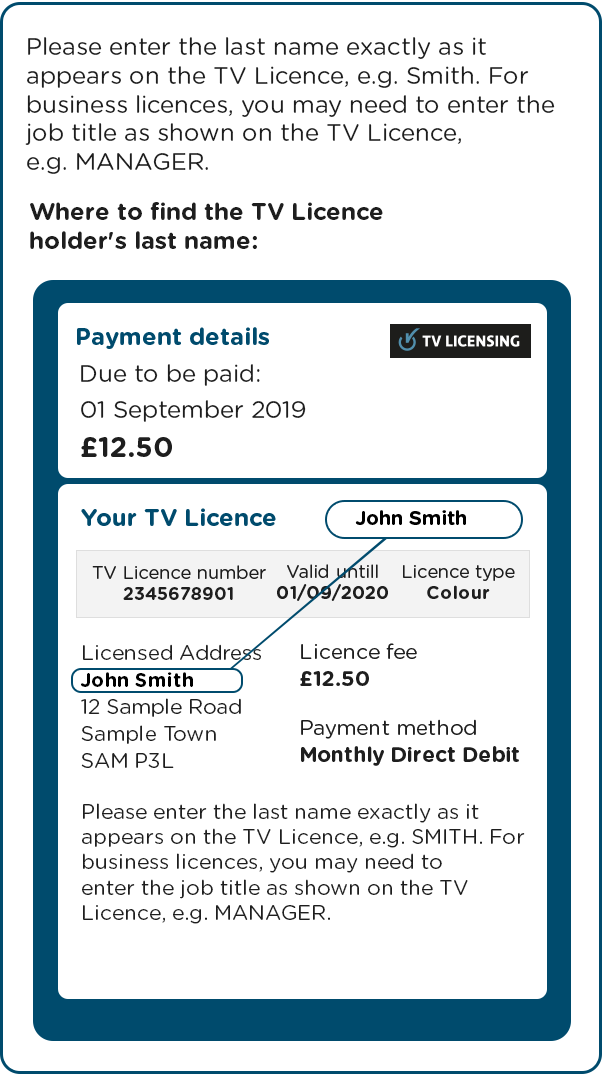 Please enter the last name exactly as it
appears on the TV Licence, e.g. Smith. For
business licences, you may need to enter the
job title as shown on the TV Licence,
e.g. MANAGER.
Where to find the TV Licence
holder's last name:
Payment details
TV LICENSING
Due to be paid:
01 September 2019
£12.50
Your TV Licence
John Smith
TV Licence number Valid untill Licence type
2345678901 01/09/2020 Colour
Licensed Address
John Smith
12 Sample Road
Sample Town
SAM P3L
Licence fee
£12.50
Payment method
Monthly Direct Debit
Please enter the last name exactly as it
appears on the TV Licence, e.g. SMITH. For
business licences, you may need to
enter the job title as shown on the TV
Licence, e.g. MANAGER.